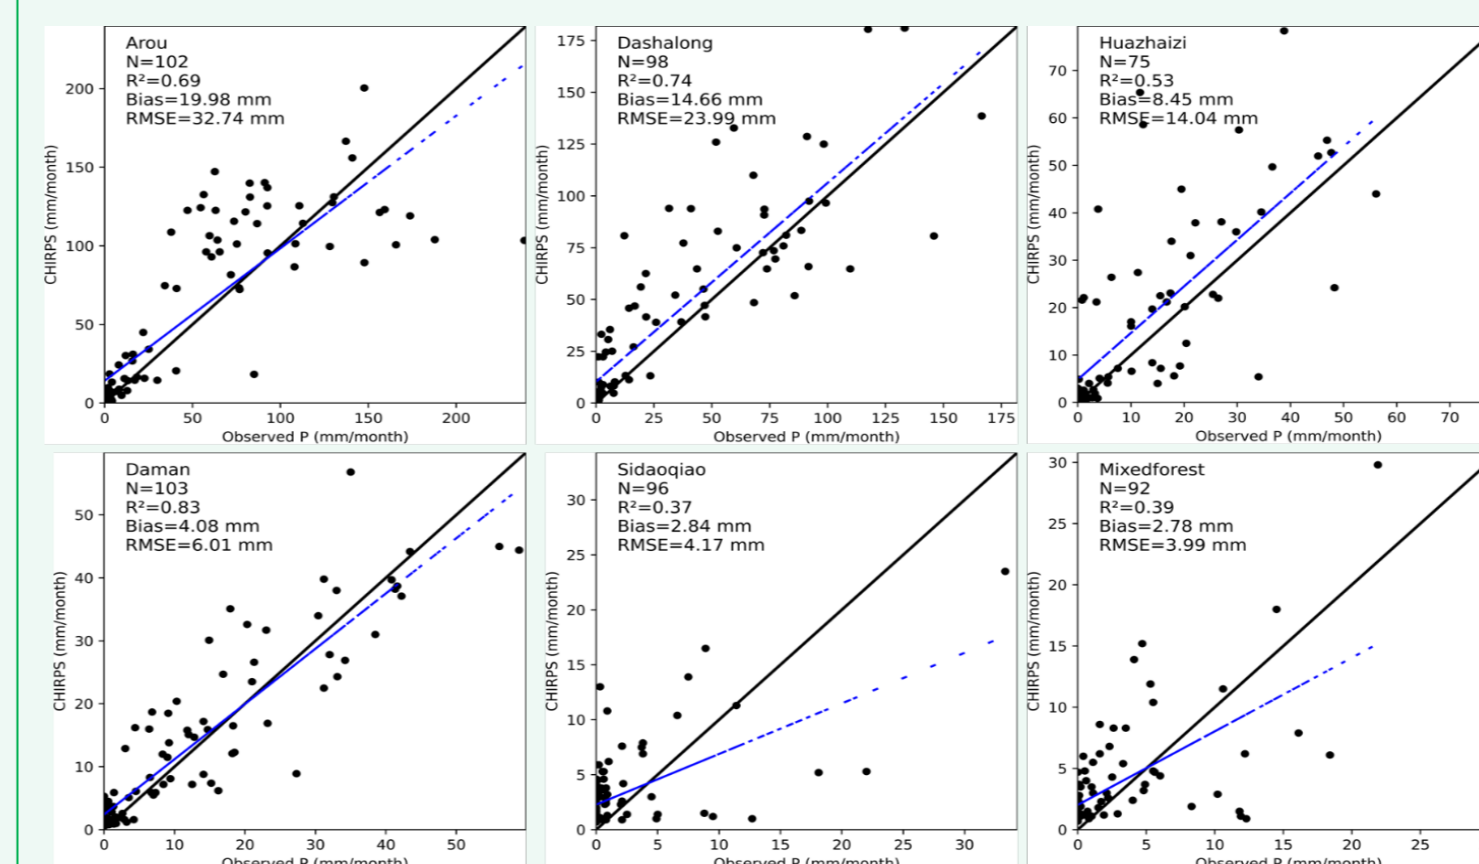 Arou
N=102
R²=0.69
Bias=19.98 mm
RMSE=32.74 mm
CHIRPS (mm/month)
200
150
100
50
0
0 50 100 150 200
Observed P (mm/month)
Dashalong
N=98
R²=0.74
Bias=14.66 mm
RMSE=23.99 mm
CHIRPS (mm/month)
175
150
125
100
75
50
25
0
0 25 50 75 100 125 150 175
Observed P (mm/month)
Huazhaizi
N=75
R²=0.53
Bias=8.45 mm
RMSE=14.04 mm
CHIRPS (mm/month)
70
60
50
40
30
20
10
0
0 10 20 30 40 50 60 70
Observed P (mm/month)
Daman
N=103
R²=0.83
Bias=4.08 mm
RMSE=6.01 mm
CHIRPS (mm/month)
50
40
30
20
10
0
0 10 20 30 40 50
Observed P (mm/month)
Sidaoqiao
N=96
R²=0.37
Bias=2.84 mm
RMSE=4.17 mm
CHIRPS (mm/month)
30
25
20
15
10
5
0
0 5 10 15 20 25 30
Observed P (mm/month)
Mixedforest
N=92
R²=0.39
Bias=2.78 mm
RMSE=3.99 mm
CHIRPS (mm/month)
30
25
20
15
10
5
0
0 5 10 15 20 25
Observed P (mm/month)